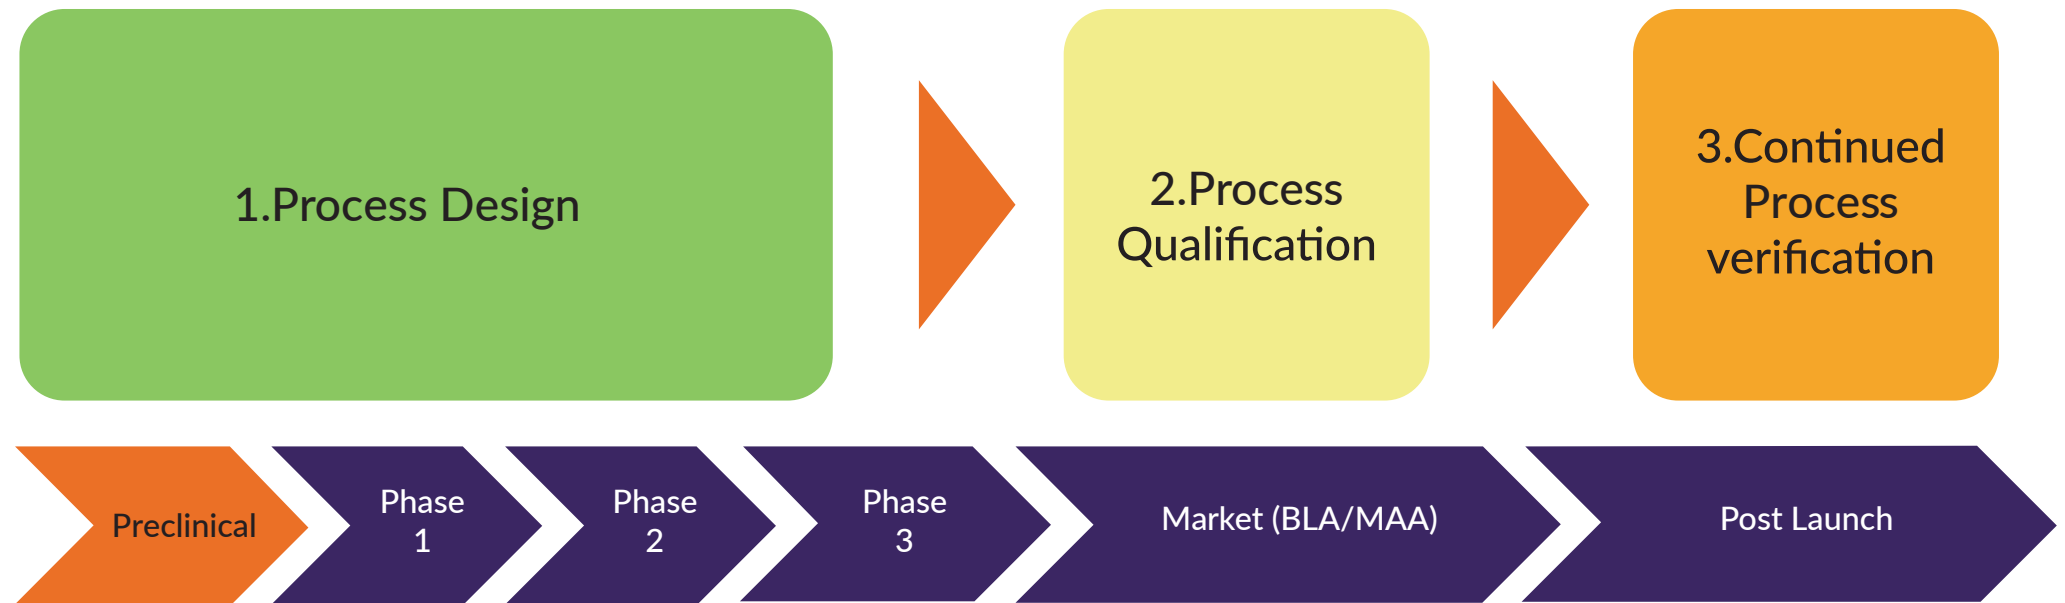 1.Process Design
2.Process
Qualification
3.Continued
Process
verification
Preclinical
Phase
1
Phase
2
Phase
3
Market (BLA/MAA)
Post Launch